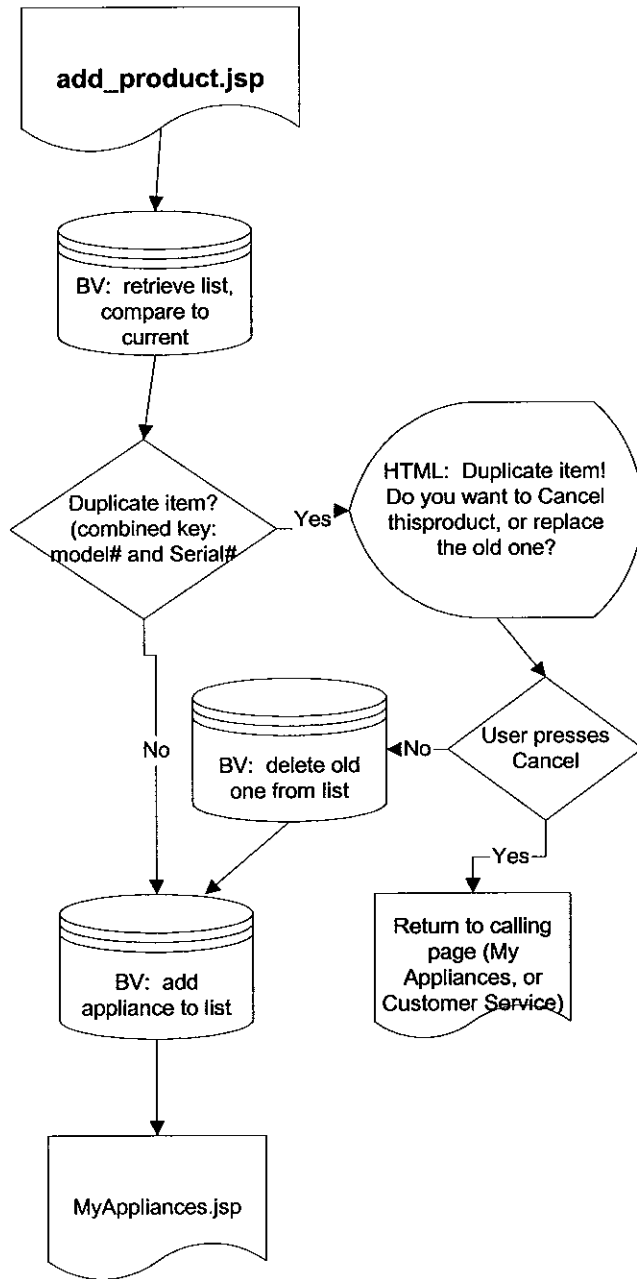 add_product.jsp
BV: retrieve list,
compare to
current
Duplicate item?
(combined key:
model# and Serial#
Yes
HTML: Duplicate item!
Do you want to Cancel
thisproduct, or replace
the old one?
User presses
Cancel
No
BV: delete old
one from list
No
Yes
Return to calling
page (My
Appliances, or
Customer Service)
BV: add
appliance to list
MyAppliances.jsp